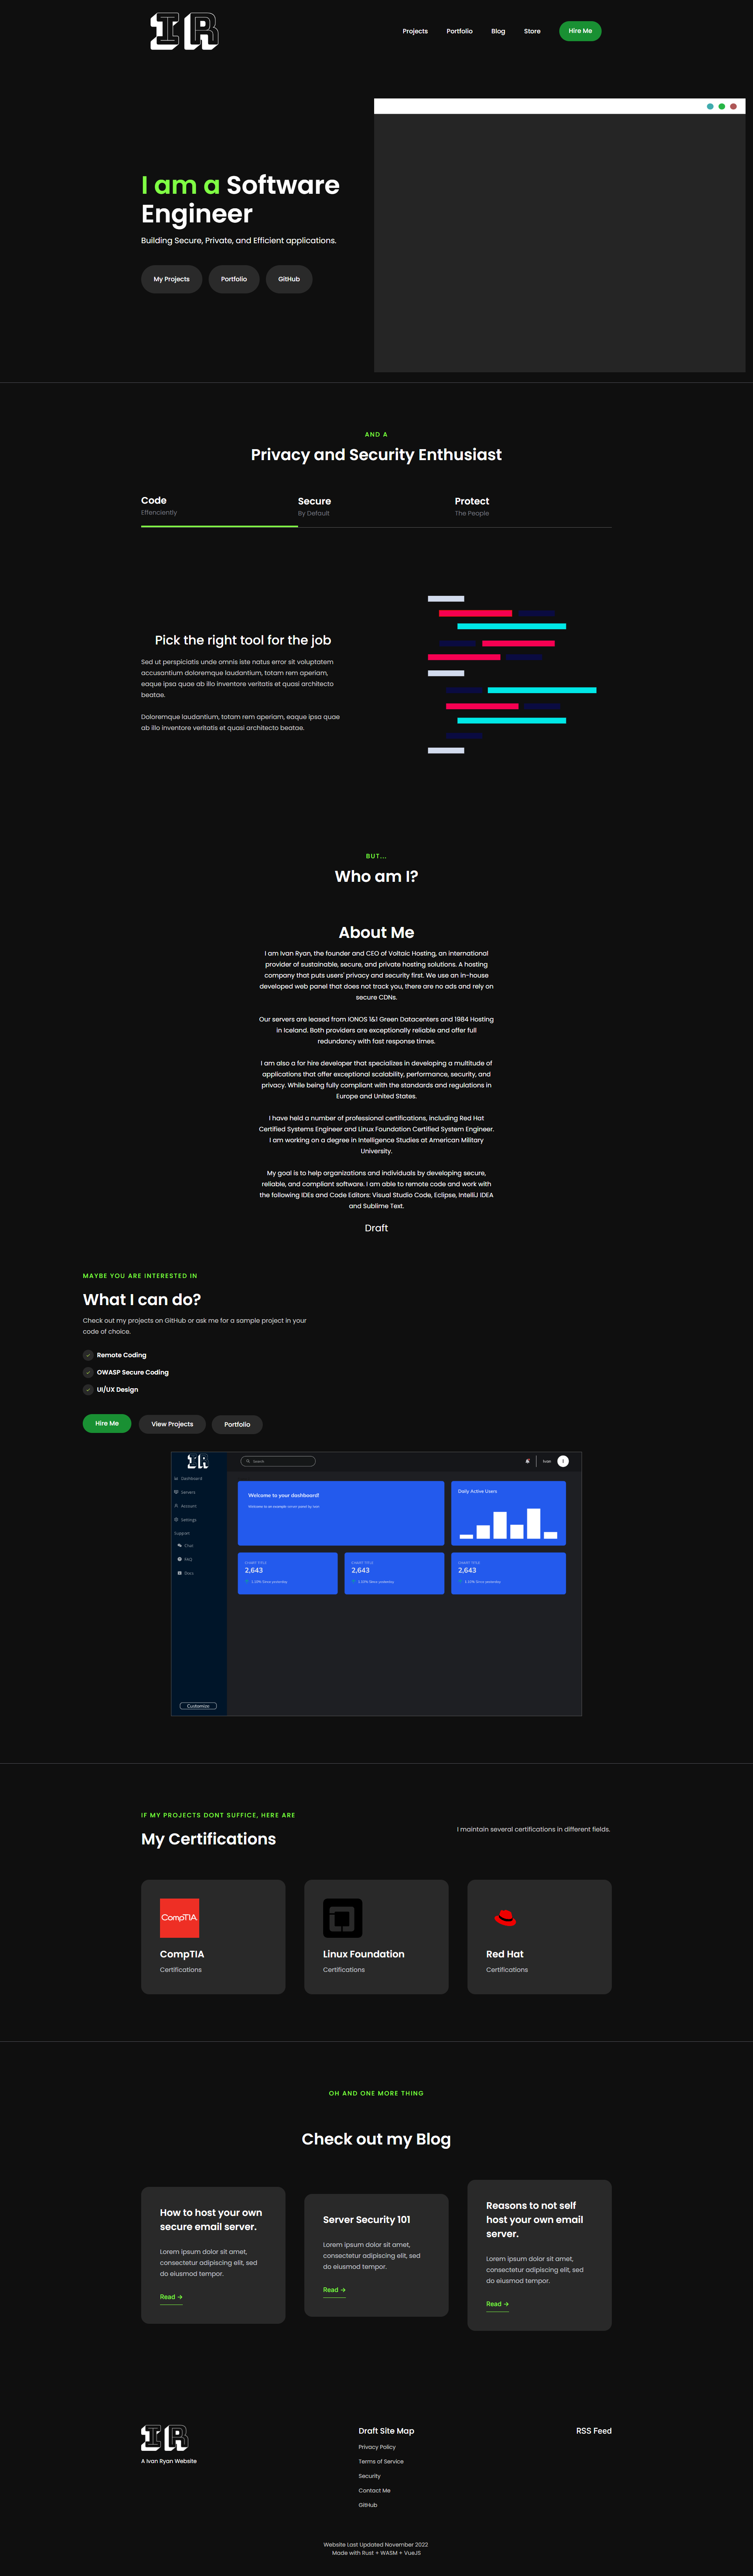 IR
Projects Portfolio Blog Store Hire Me
I am a Software
Engineer
Building Secure, Private, and Efficient applications.
My Projects Portfolio GitHub
AND A
Privacy and Security Enthusiast
Code
Effenciently
Secure
By Default
Protect
The People
Pick the right tool for the job
Sed ut perspiciatis unde omnis iste natus error sit voluptatem
accusantium doloremque laudantium, totam rem aperiam,
eaque ipsa quae ab illo inventore veritatis et quasi architecto
beatae.
Doloremque laudantium, totam rem aperiam, eaque ipsa quae
ab illo inventore veritatis et quasi architecto beatae.
BUT...
Who am I?
About Me
I am Ivan Ryan, the founder and CEO of Voltaic Hosting, an international
provider of sustainable, secure, and private hosting solutions. A hosting
company that puts users' privacy and security first. We use an in-house
developed web panel that does not track you, there are no ads and rely on
secure CDNs.
Our servers are leased from IONOS 1&1 Green Datacenters and 1984 Hosting
in Iceland. Both providers are exceptionally reliable and offer full
redundancy with fast response times.
I am also a for hire developer that specializes in developing a multitude of
applications that offer exceptional scalability, performance, security, and
privacy. While being fully compliant with the standards and regulations in
Europe and United States.
I have held a number of professional certifications, including Red Hat
Certified Systems Engineer and Linux Foundation Certified System Engineer.
I am working on a degree in Intelligence Studies at American Military
University.
My goal is to help organizations and individuals by developing secure,
reliable, and compliant software. I am able to remote code and work with
the following IDEs and Code Editors: Visual Studio Code, Eclipse, IntelliJ IDEA
and Sublime Text.
Draft
MAYBE YOU ARE INTERESTED IN
What I can do?
Check out my projects on GitHub or ask me for a sample project in your
code of choice.
Remote Coding
OWASP Secure Coding
UI/UX Design
Hire Me View Projects Portfolio
IR
Search
Dashboard
Servers
Account
Settings
Support
Chat
FAQ
Docs
Customize
Welcome to your dashboard!
Daily Active Users
CHART TITLE
2,643
CHART TITLE
2,643
CHART TITLE
2,643
IF MY PROJECTS DONT SUFFICE, HERE ARE
My Certifications
I maintain several certifications in different fields.
CompTIA
CompTIA
Certifications
Linux Foundation
Certifications
Red Hat
Certifications
OH AND ONE MORE THING
Check out my Blog
How to host your own
secure email server.
Lorem ipsum dolor sit amet,
consectetur adipiscing elit, sed
do eiusmod tempor.
Read →
Server Security 101
Lorem ipsum dolor sit amet,
consectetur adipiscing elit, sed
do eiusmod tempor.
Read →
Reasons to not self
host your own email
server.
Lorem ipsum dolor sit amet,
consectetur adipiscing elit, sed
do eiusmod tempor.
Read →
IR
A Ivan Ryan Website
Draft Site Map
Privacy Policy
Terms of Service
Security
Contact Me
GitHub
RSS Feed
Website Last Updated November 2022
Made with Rust + WASM + VueJS